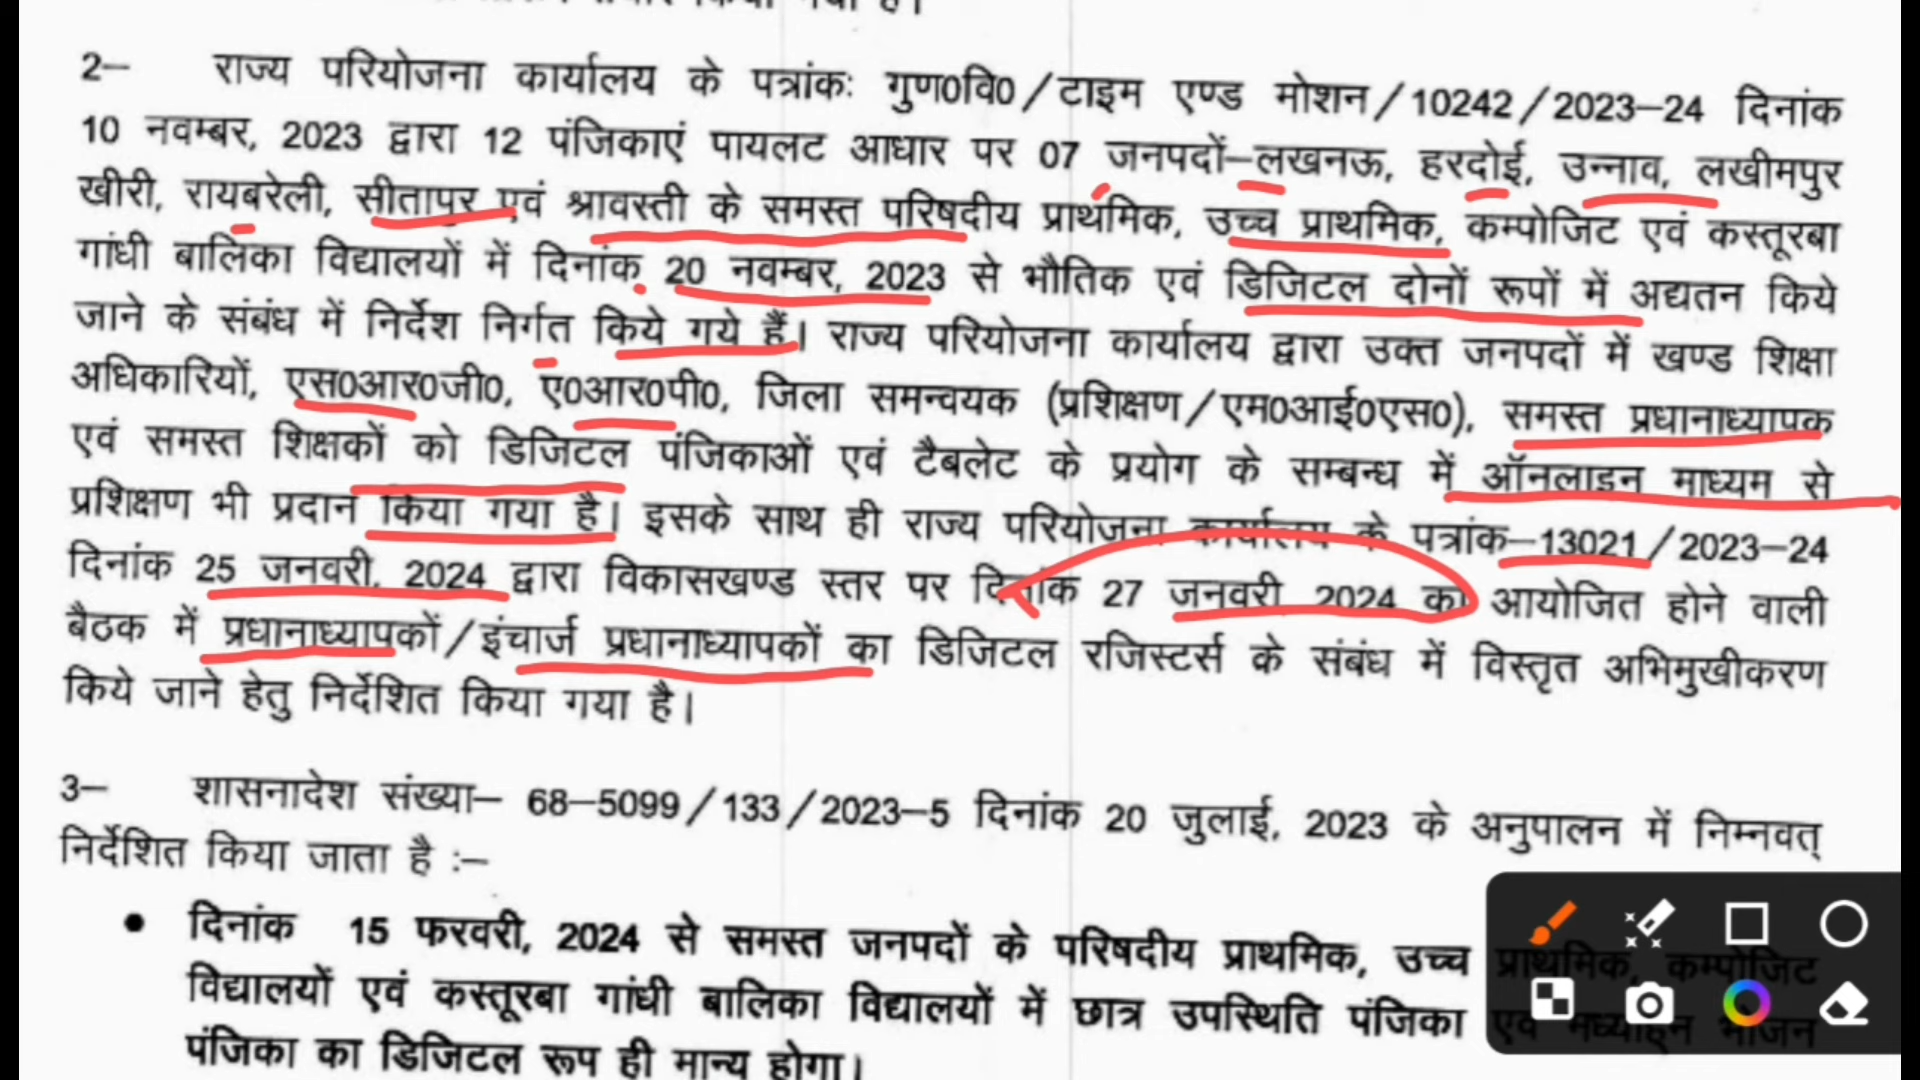 किया गया है।
2– राज्य परियोजना कार्यालय के पत्रांकः गुण0वि0/टाइम एण्ड मोशन/10242/2023–24 दिनांक
10 नवम्बर, 2023 द्वारा 12 पंजिकाएं पायलट आधार पर 07 जनपदों–लखनऊ, हरदोई, उन्नाव, लखीमपुर
खीरी, रायबरेली, सीतापुर एवं श्रावस्ती के समस्त परिषदीय प्राथमिक, उच्च प्राथमिक, कम्पोजिट एवं कस्तूरबा
गांधी बालिका विद्यालयों में दिनांक 20 नवम्बर, 2023 से भौतिक एवं डिजिटल दोनों रूपों में अद्यतन किये
जाने के संबंध में निर्देश निर्गत किये गये हैं। राज्य परियोजना कार्यालय द्वारा उक्त जनपदों में खण्ड शिक्षा
अधिकारियों, एस0आर0जी0, ए0आर0पी0, जिला समन्वयक (प्रशिक्षण/एम0आई0एस0), समस्त प्रधानाध्यापक
एवं समस्त शिक्षकों को डिजिटल पंजिकाओं एवं टैबलेट के प्रयोग के सम्बन्ध में ऑनलाइन माध्यम से
प्रशिक्षण भी प्रदान किया गया है। इसके साथ ही राज्य परियोजना कार्यालय के पत्रांक–13021/2023–24
दिनांक 25 जनवरी, 2024 द्वारा विकासखण्ड स्तर पर दिनांक 27 जनवरी 2024 को आयोजित होने वाली
बैठक में प्रधानाध्यापकों/इंचार्ज प्रधानाध्यापकों का डिजिटल रजिस्टर्स के संबंध में विस्तृत अभिमुखीकरण
किये जाने हेतु निर्देशित किया गया है।
3– शासनादेश संख्या– 68–5099/133/2023–5 दिनांक 20 जुलाई, 2023 के अनुपालन में निम्नवत्
निर्देशित किया जाता है :–
• दिनांक 15 फरवरी, 2024 से समस्त जनपदों के परिषदीय प्राथमिक, उच्च प्राथमिक, कम्पोजिट
विद्यालयों एवं कस्तूरबा गांधी बालिका विद्यालयों में छात्र उपस्थिति पंजिका एवं मध्याह्न भोजन
पंजिका का डिजिटल रूप ही मान्य होगा।